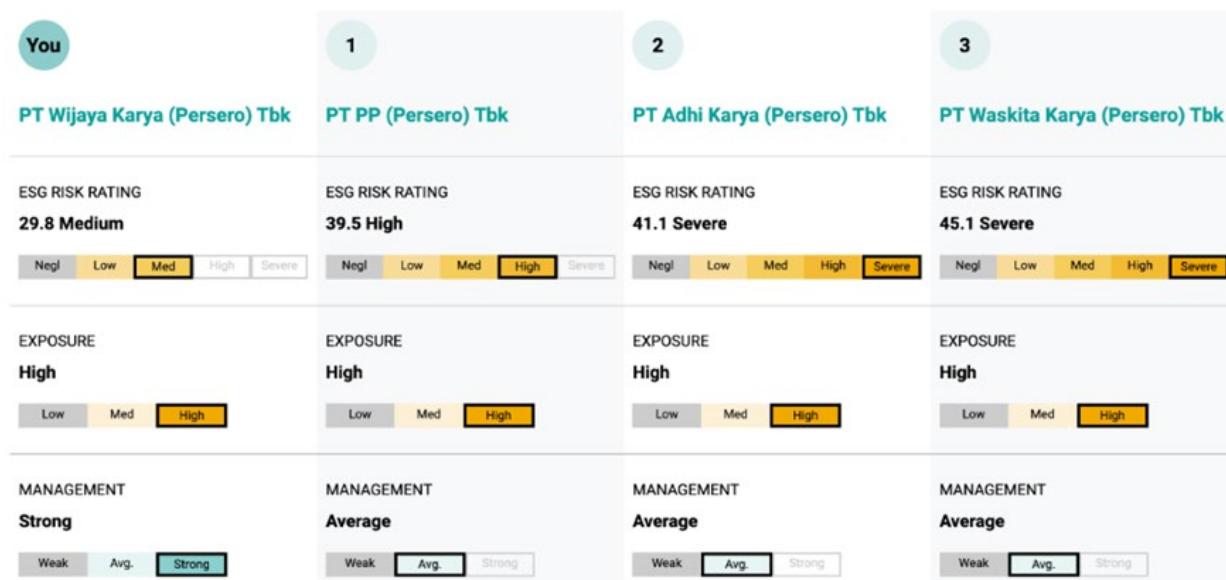 You 1 2 3
PT Wijaya Karya (Persero) Tbk PT PP (Persero) Tbk PT Adhi Karya (Persero) Tbk PT Waskita Karya (Persero) Tbk
ESG RISK RATING ESG RISK RATING ESG RISK RATING ESG RISK RATING
29.8 Medium 39.5 High 41.1 Severe 45.1 Severe
Negl Low Med High Severe Negl Low Med High Severe Negl Low Med High Severe Negl Low Med High Severe
EXPOSURE EXPOSURE EXPOSURE EXPOSURE
High High High High
Low Med High Low Med High Low Med High Low Med High
MANAGEMENT MANAGEMENT MANAGEMENT MANAGEMENT
Strong Average Average Average
Weak Avg. Strong Weak Avg. Strong Weak Avg. Strong Weak Avg. Strong